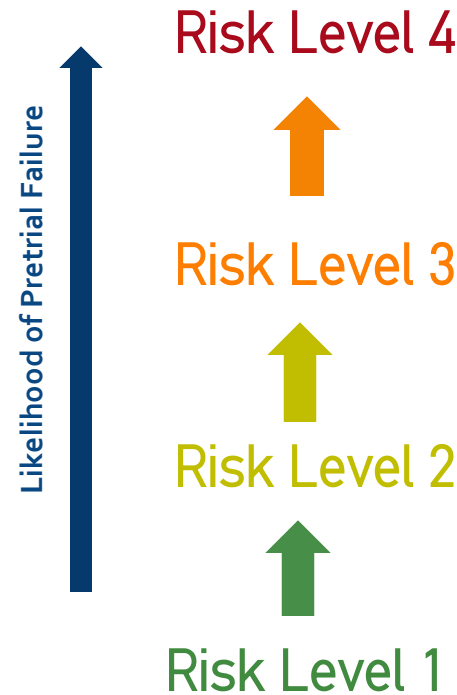 Likelihood of Pretrial Failure
Risk Level 4
Risk Level 3
Risk Level 2
Risk Level 1